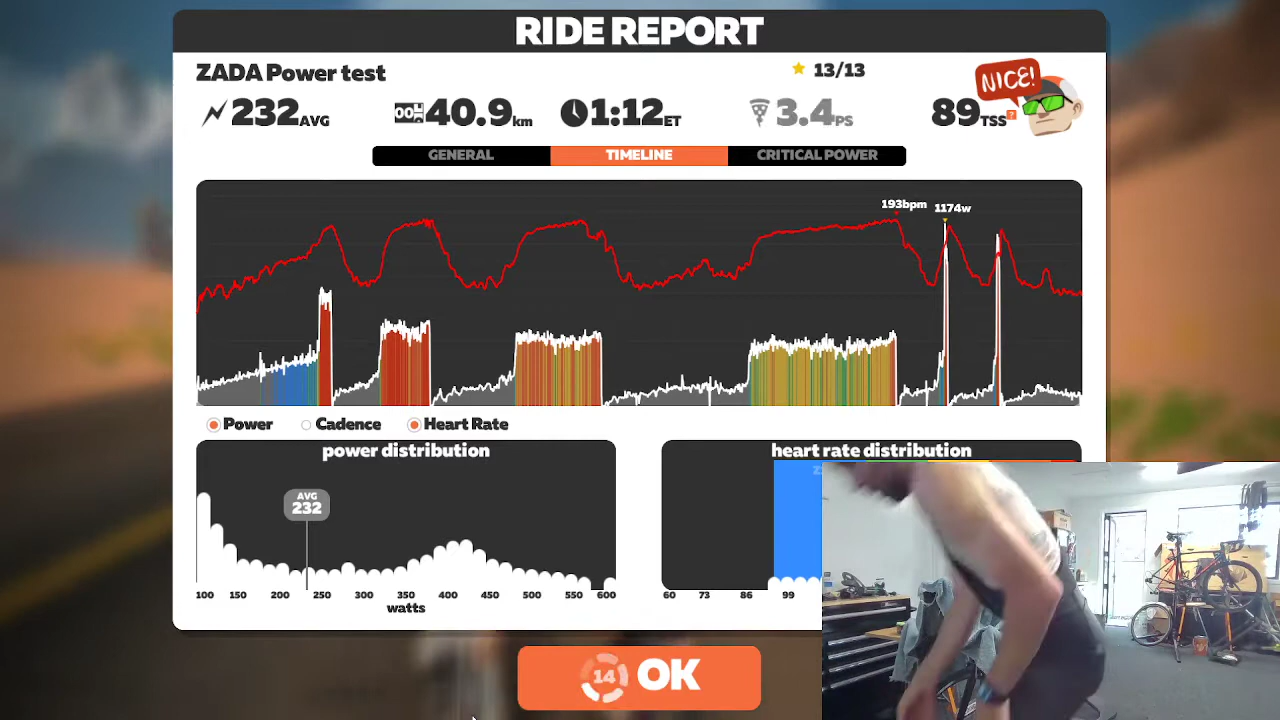 RIDE REPORT
ZADA Power test
13/13
NICE!
232AVG
40.9km
1:12ET
3.4PS
89TSS?
GENERAL
TIMELINE
CRITICAL POWER
193bpm
1174w
Power
Cadence
Heart Rate
power distribution
AVG
232
100 150 200 250 300 350 400 450 500 550 600
watts
heart rate distribution
60 73 86 99
14 OK